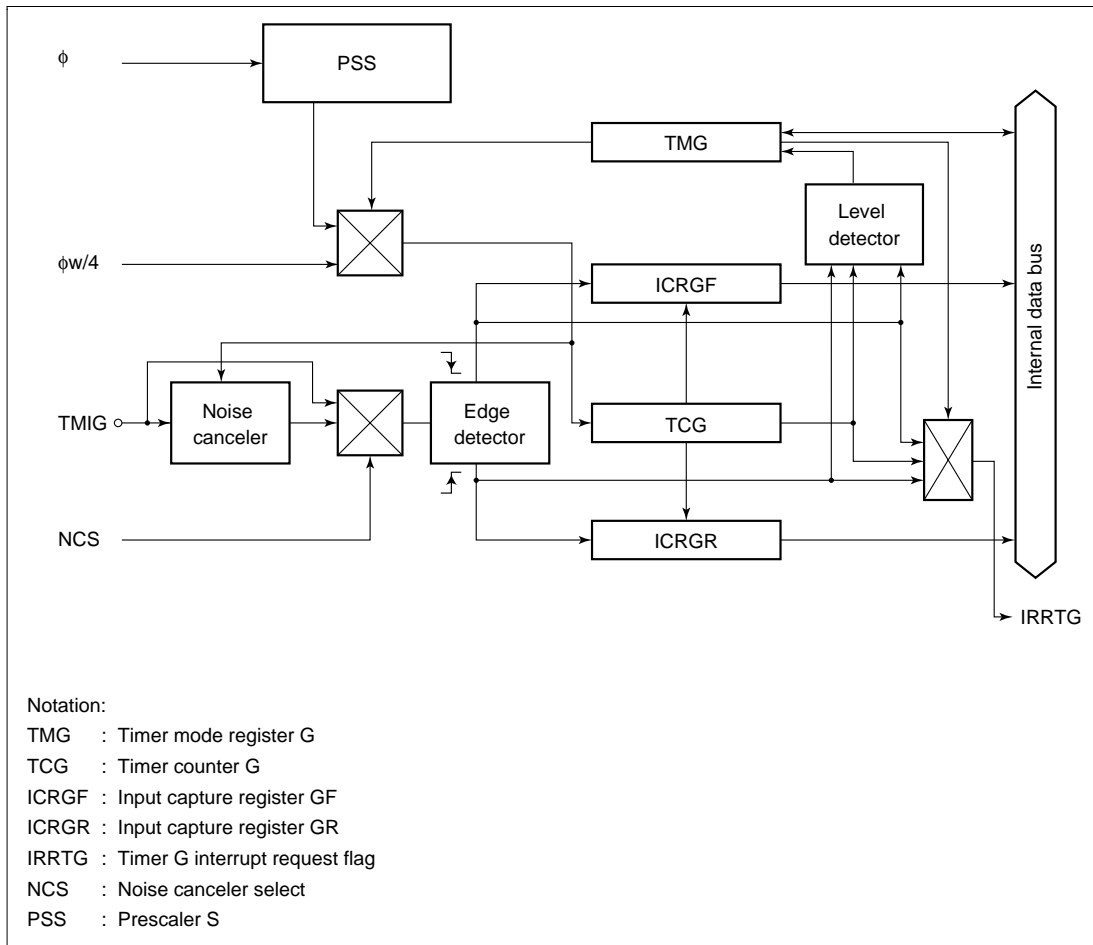 ϕ
PSS
TMG
Level
detector
ϕw/4
ICRGF
Internal data bus
TMIG
Noise
canceler
Edge
detector
TCG
NCS
ICRGR
IRRTG
Notation:
TMG : Timer mode register G
TCG : Timer counter G
ICRGF : Input capture register GF
ICRGR : Input capture register GR
IRRTG : Timer G interrupt request flag
NCS : Noise canceler select
PSS : Prescaler S